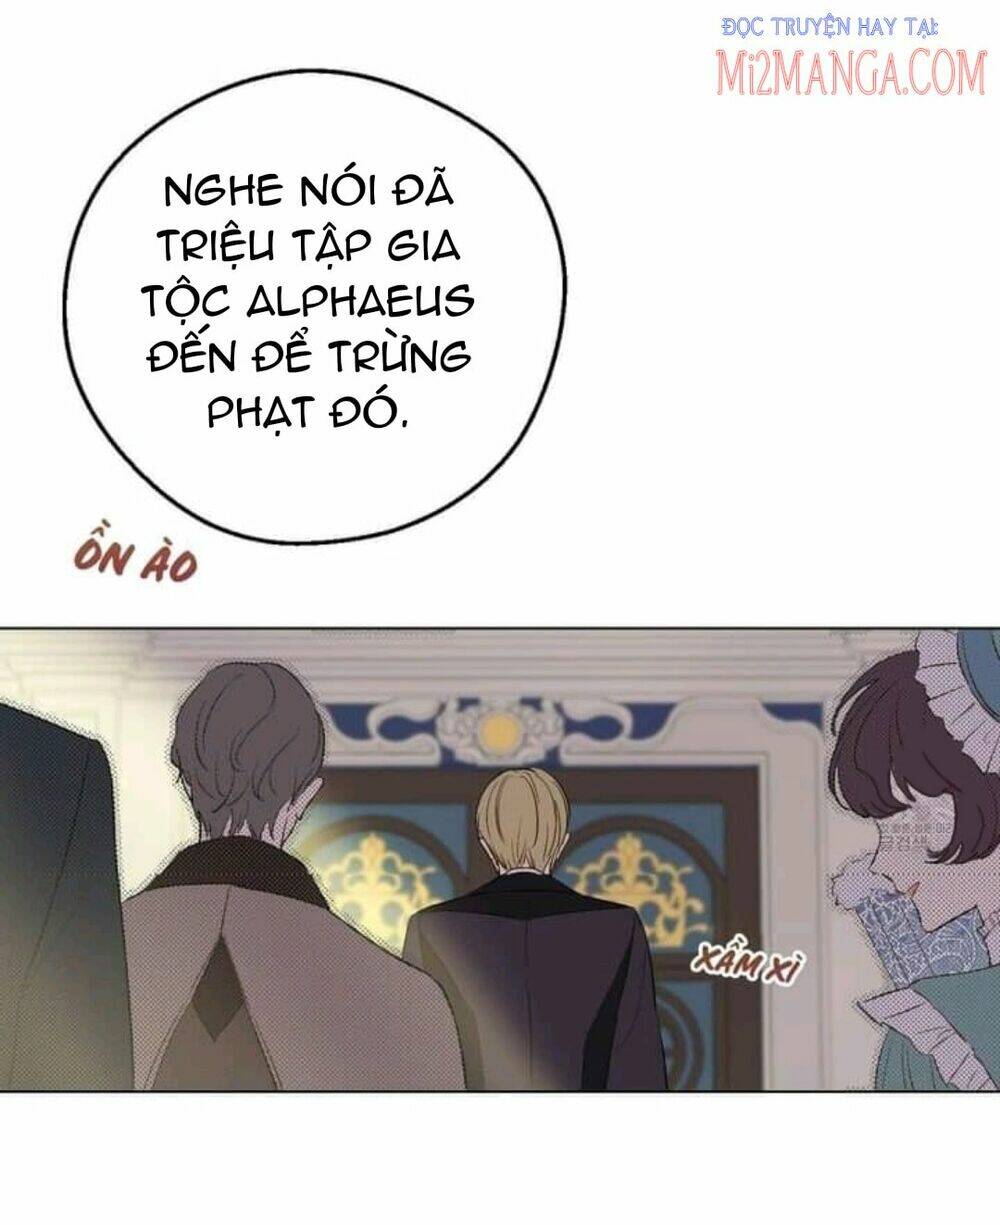 ĐỌC TRUYỆN HAY TẠI:
MI2MANGA.COM
NGHE NÓI ĐÃ
TRIỆU TẬP GIA
TỘC ALPHAEUS
ĐẾN ĐỂ TRỪNG
PHẠT ĐÓ.
ỒN ÀO
XẦM XÌ